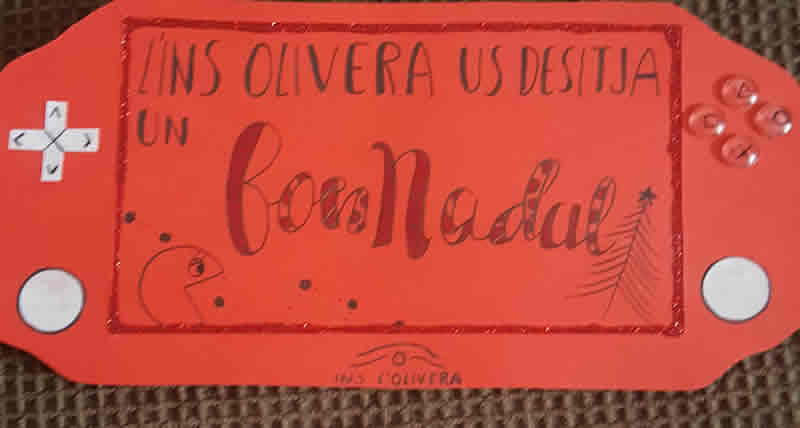 L'INS OLIVERA US DESITJA
UN
bon Nadal
INS L'OLIVERA